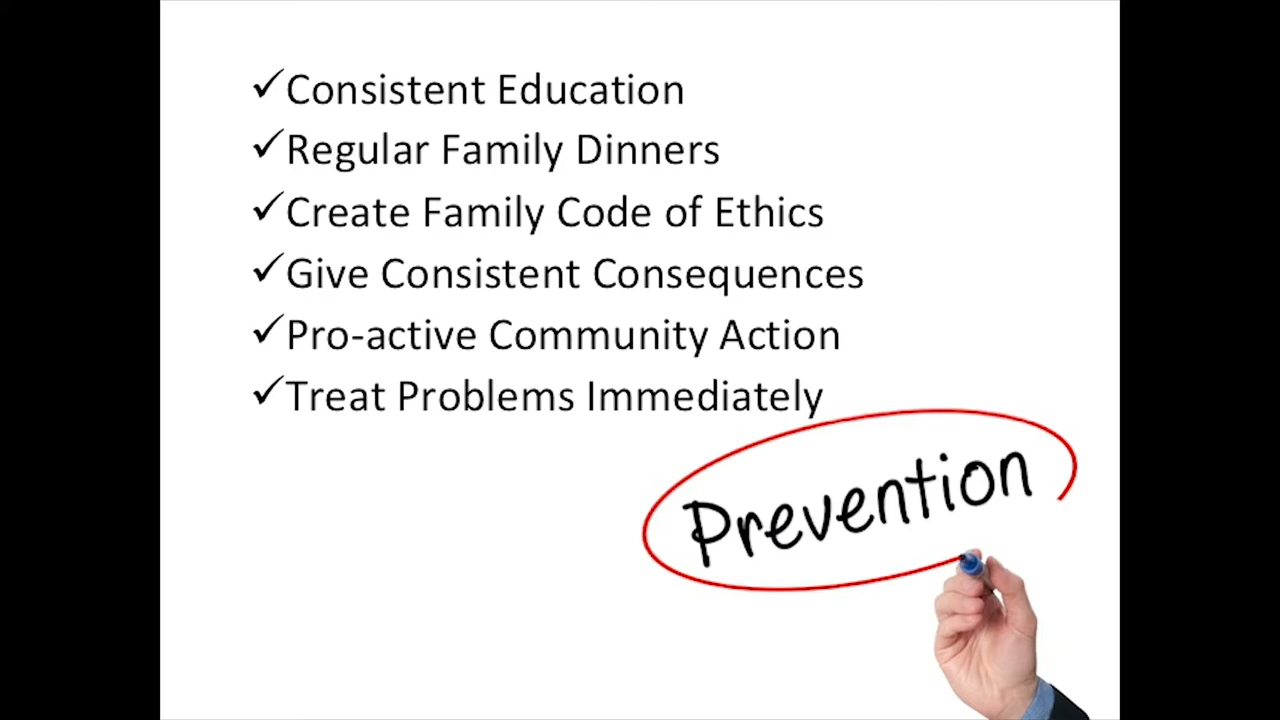 ✓Consistent Education
✓Regular Family Dinners
✓Create Family Code of Ethics
✓Give Consistent Consequences
✓Pro-active Community Action
✓Treat Problems Immediately
Prevention